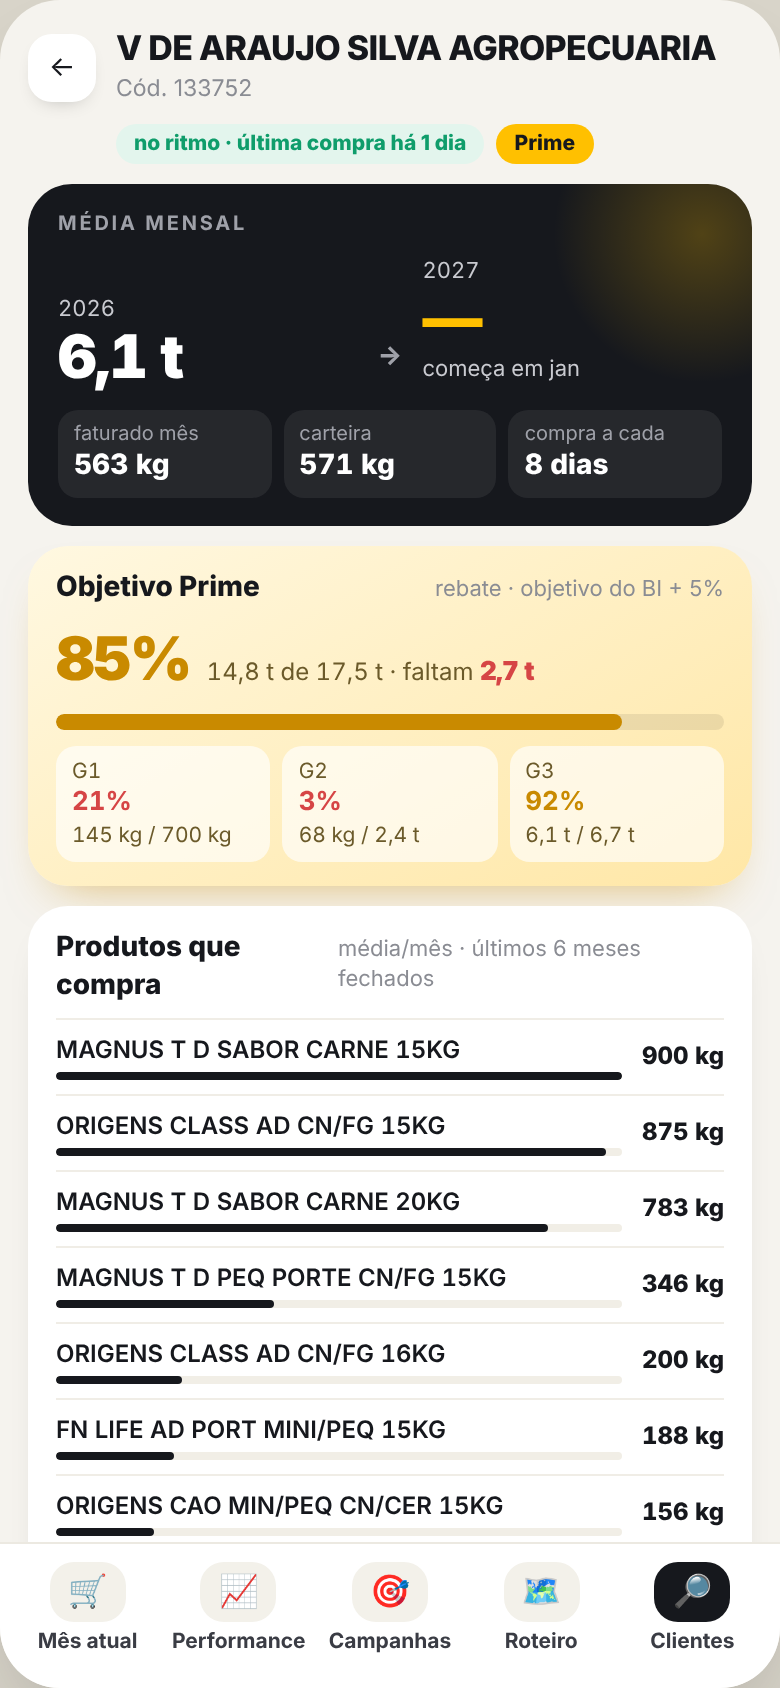 ←
V DE ARAUJO SILVA AGROPECUARIA
Cód. 133752
no ritmo · última compra há 1 dia
Prime
MÉDIA MENSAL
2026
6,1 t
→
2027
—
começa em jan
faturado mês
563 kg
carteira
571 kg
compra a cada
8 dias
Objetivo Prime
rebate · objetivo do BI + 5%
85%
14,8 t de 17,5 t · faltam 2,7 t
G1
21%
145 kg / 700 kg
G2
3%
68 kg / 2,4 t
G3
92%
6,1 t / 6,7 t
Produtos que
compra
média/mês · últimos 6 meses
fechados
MAGNUS T D SABOR CARNE 15KG
900 kg
ORIGENS CLASS AD CN/FG 15KG
875 kg
MAGNUS T D SABOR CARNE 20KG
783 kg
MAGNUS T D PEQ PORTE CN/FG 15KG
346 kg
ORIGENS CLASS AD CN/FG 16KG
200 kg
FN LIFE AD PORT MINI/PEQ 15KG
188 kg
ORIGENS CAO MIN/PEQ CN/CER 15KG
156 kg
Mês atual
Performance
Campanhas
Roteiro
Clientes